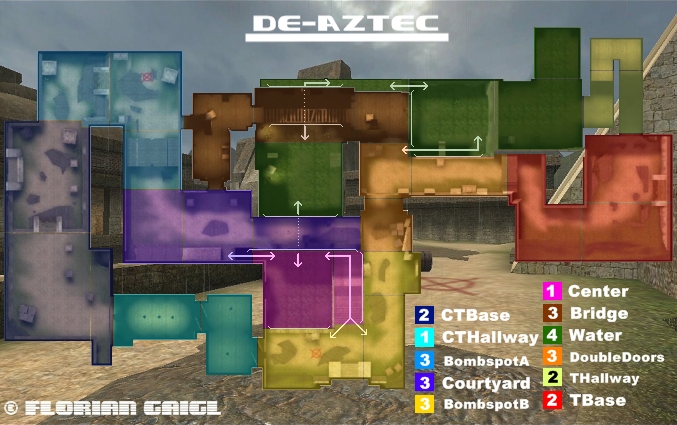 DE-AZTEC
1 Center
2 CTBase
3 Bridge
1 CTHallway
4 Water
3 BombspotA
3 DoubleDoors
3 Courtyard
2 THallway
3 BombspotB
2 TBase
© FLORIAN GAIGL